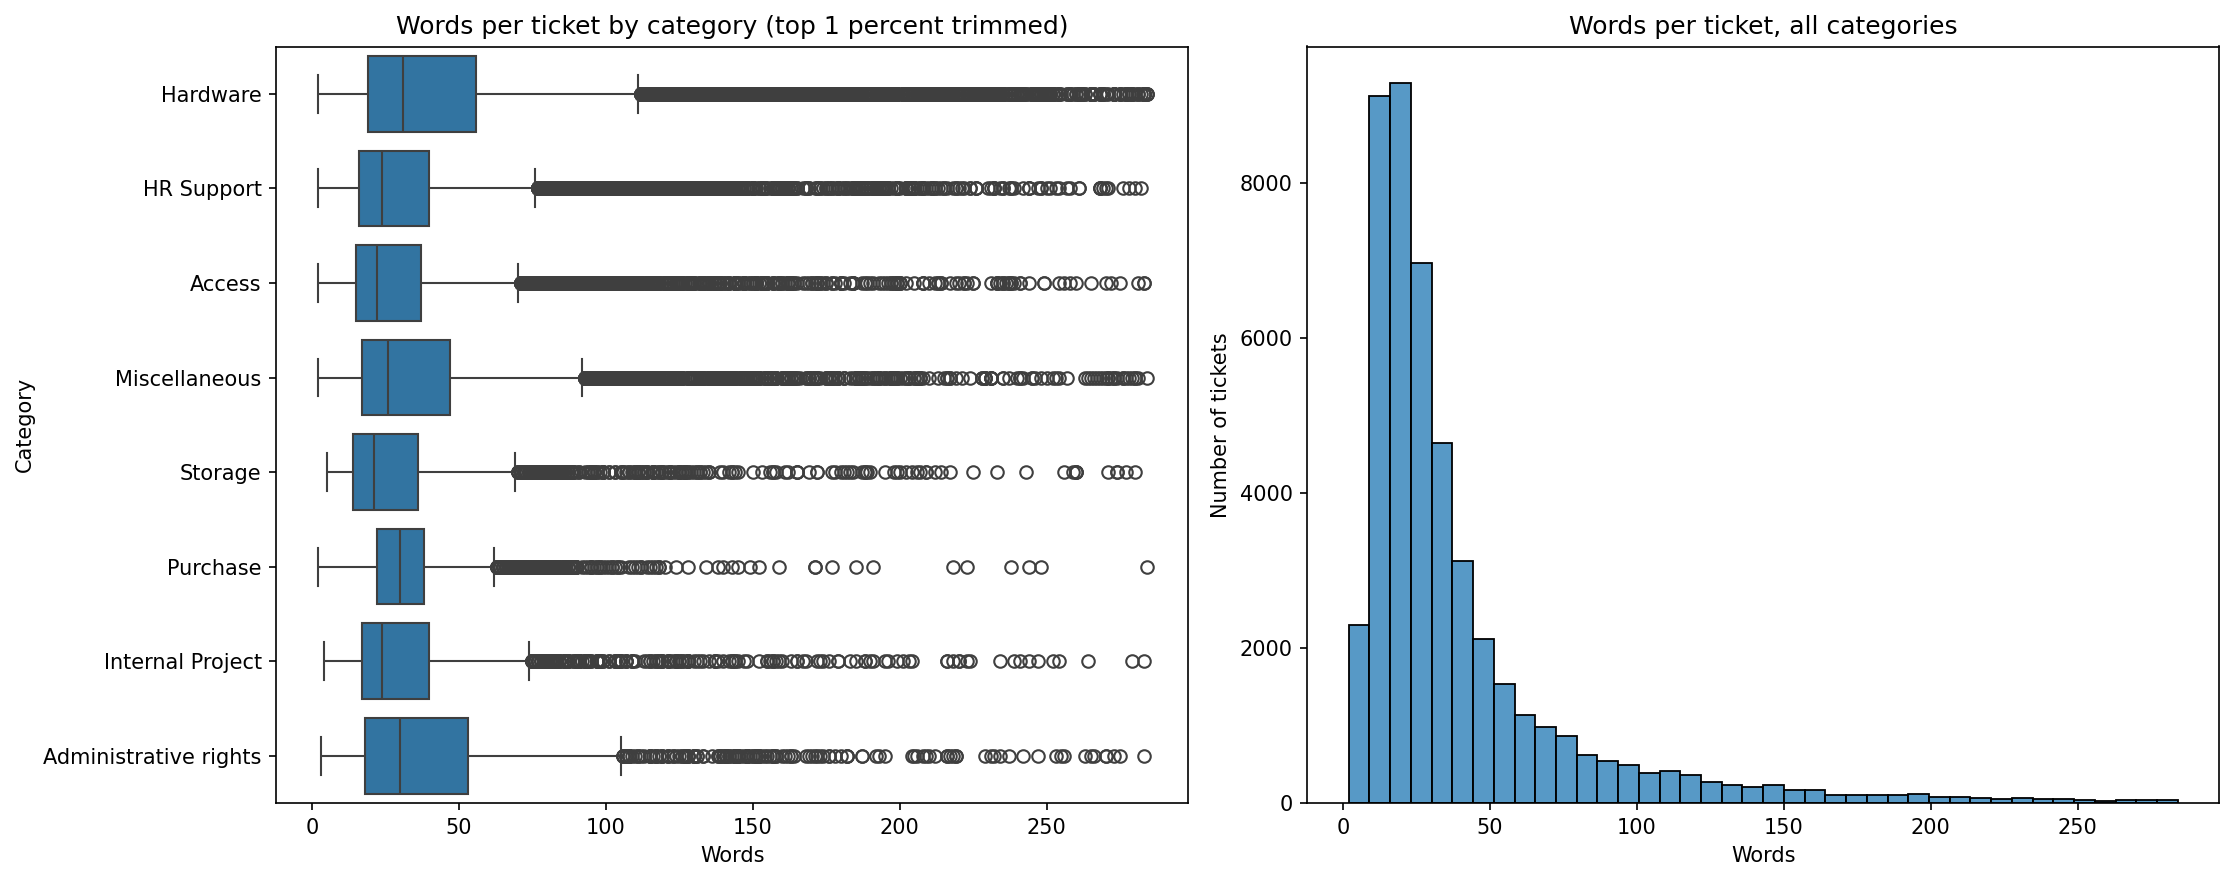 Words per ticket by category (top 1 percent trimmed)
Category
Hardware
HR Support
Access
Miscellaneous
Storage
Purchase
Internal Project
Administrative rights
0 50 100 150 200 250
Words
Words per ticket, all categories
Number of tickets
8000
6000
4000
2000
0
0 50 100 150 200 250
Words